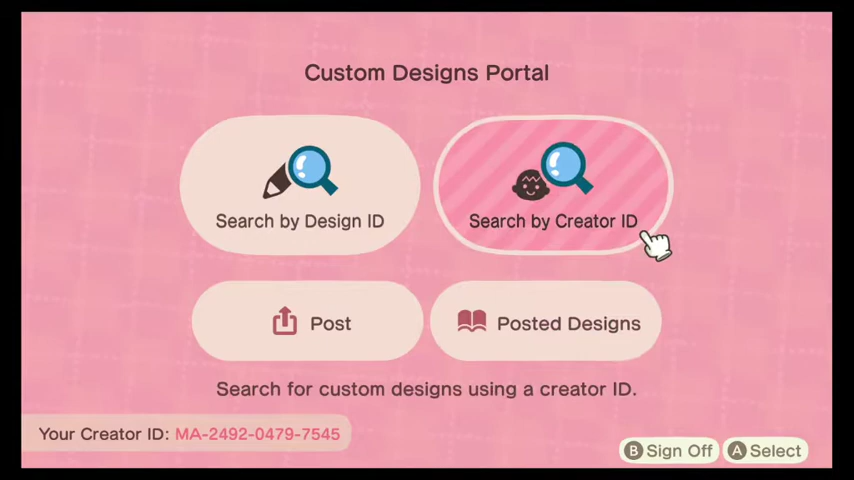 Custom Designs Portal
Search by Design ID
Search by Creator ID
Post
Posted Designs
Search for custom designs using a creator ID.
Your Creator ID: MA-2492-0479-7545
B Sign Off A Select